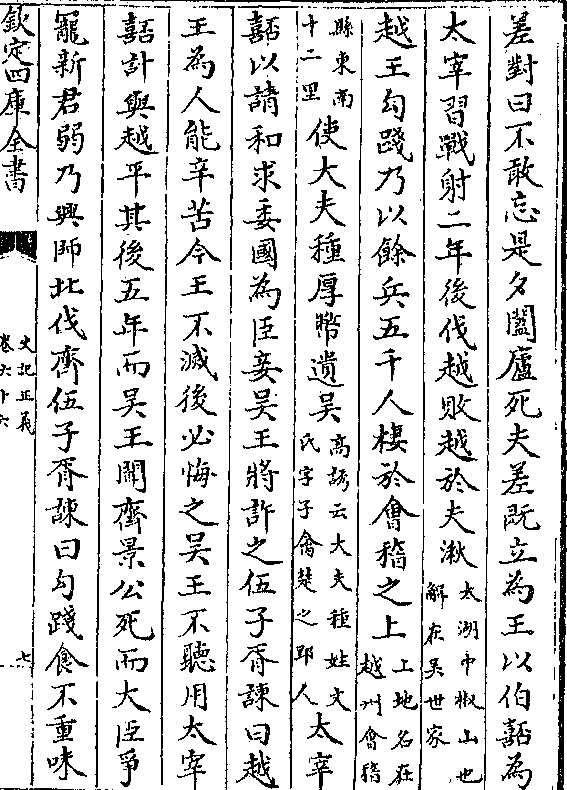 差對曰不敢忘是夕闔廬死夫差既立為王以伯嚭為
太宰習戰射二年後伐越敗越於夫湫太湖中椒山也解在吳世家
越王勾踐乃以餘兵五千人棲於會稽之上上地名在越州會稽
縣東南十二里使大夫種厚幣遺吳高誘云大夫種姓文氏字子禽楚之郢人太宰
嚭以請和求委國為臣妾吳王將許之伍子胥諫曰越
王為人能辛苦今王不滅後必悔之吳王不聽用太宰
嚭計與越平其後五年而吳王聞齊景公死而大臣爭
寵新君弱乃興師北伐齊伍子胥諫曰勾踐食不重味
欽定四庫全書
史記正義
卷六十六
七